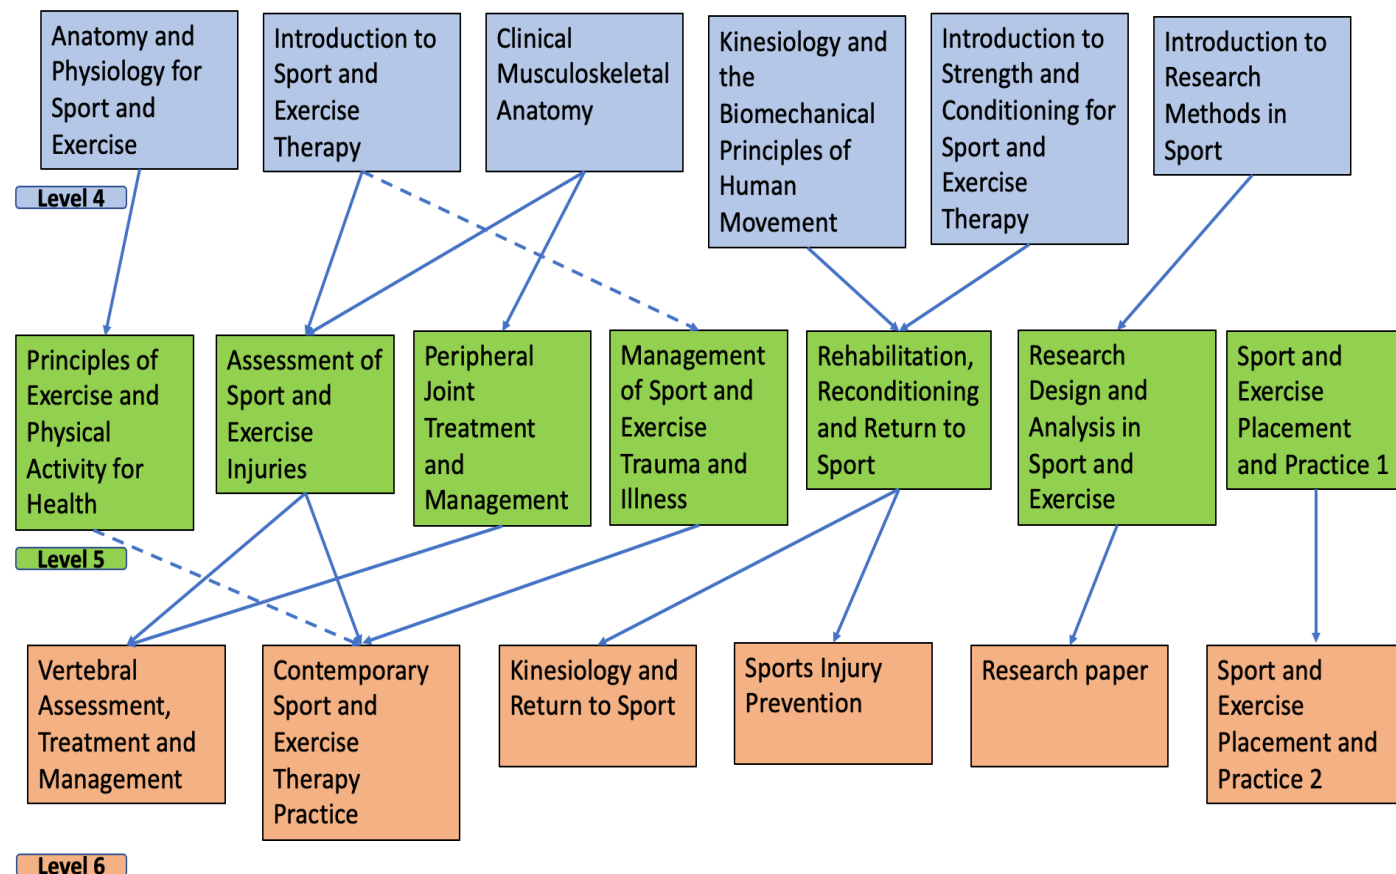 Anatomy and
Physiology for
Sport and
Exercise
Introduction to
Sport and
Exercise
Therapy
Clinical
Musculoskeletal
Anatomy
Kinesiology and
the
Biomechanical
Principles of
Human
Movement
Introduction to
Strength and
Conditioning for
Sport and
Exercise
Therapy
Introduction to
Research
Methods in
Sport
Level 4
Principles of
Exercise and
Physical
Activity for
Health
Assessment of
Sport and
Exercise
Injuries
Peripheral
Joint
Treatment
and
Management
Management
of Sport and
Exercise
Trauma and
Illness
Rehabilitation,
Reconditioning
and Return to
Sport
Research
Design and
Analysis in
Sport and
Exercise
Sport and
Exercise
Placement
and Practice 1
Level 5
Vertebral
Assessment,
Treatment and
Management
Contemporary
Sport and
Exercise
Therapy
Practice
Kinesiology and
Return to Sport
Sports Injury
Prevention
Research paper
Sport and
Exercise
Placement and
Practice 2
Level 6